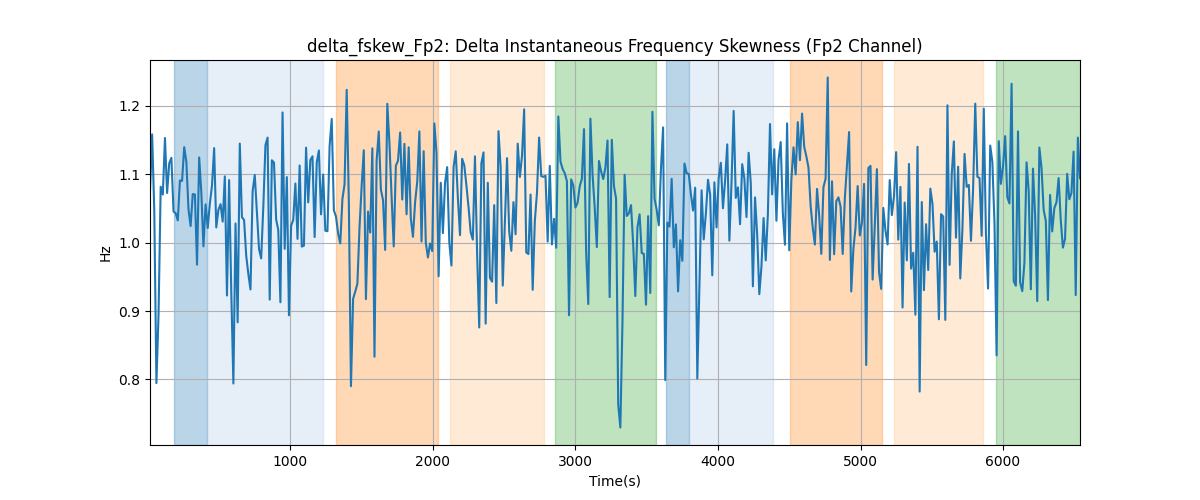 delta_fskew_Fp2: Delta Instantaneous Frequency Skewness (Fp2 Channel)
1.2
1.1
1.0
0.9
0.8
Hz
1000 2000 3000 4000 5000 6000
Time(s)